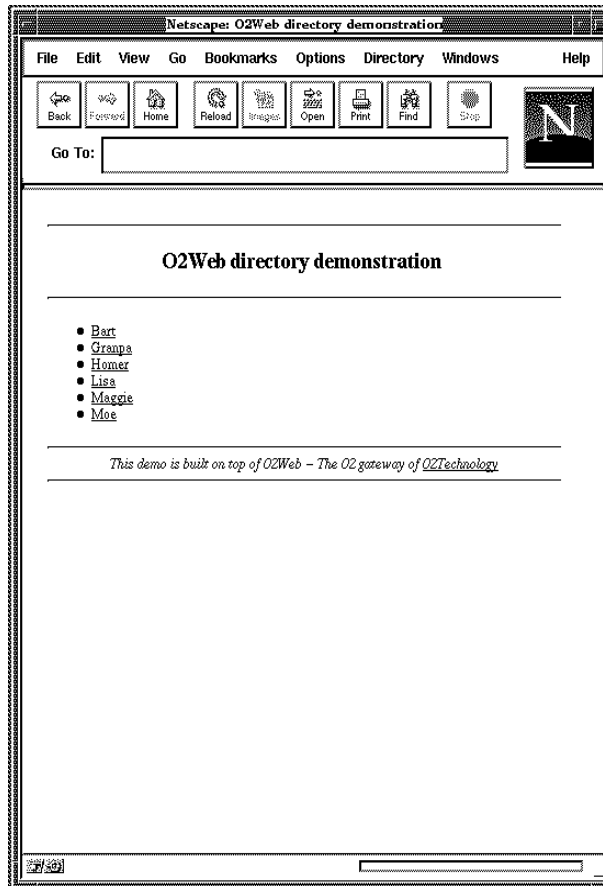 Netscape: O2Web directory demonstration
File Edit View Go Bookmarks Options Directory Windows Help
Back Forward Home Reload Images Open Print Find Stop
N
Go To:
O2Web directory demonstration
Bart
Granpa
Homer
Lisa
Maggie
Moe
This demo is built on top of O2Web – The O2 gateway of O2Technology